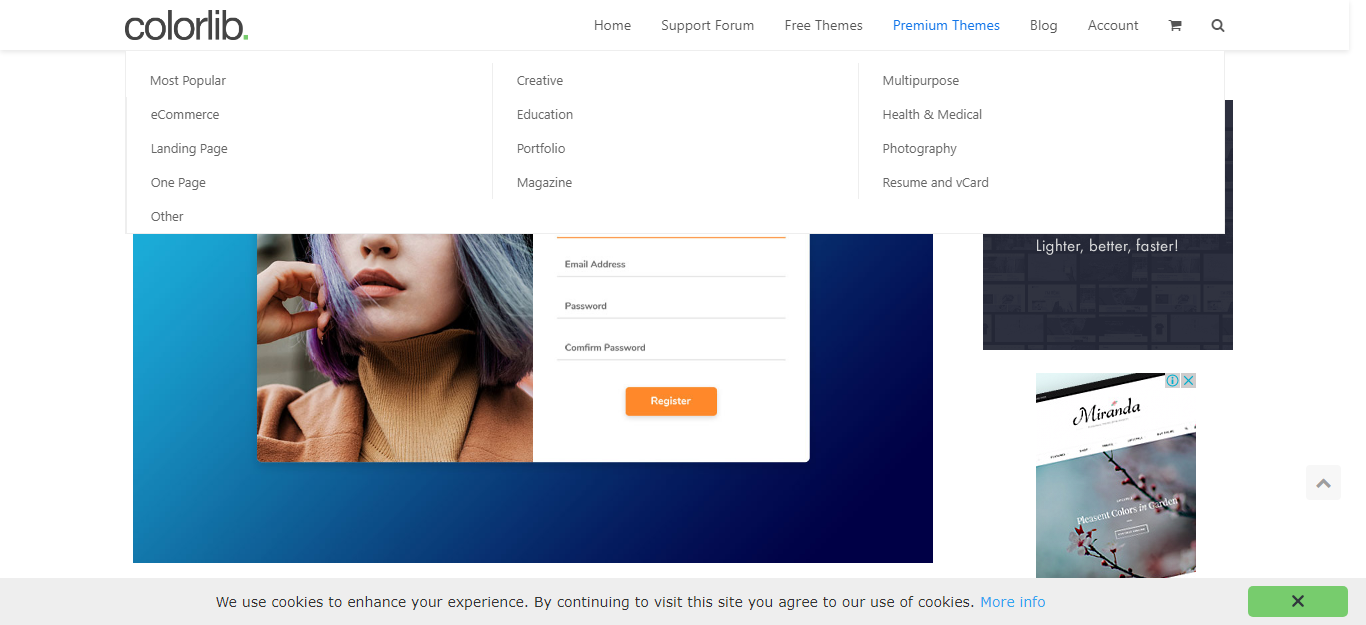 colorlib.
Home
Support Forum
Free Themes
Premium Themes
Blog
Account
Most Popular
eCommerce
Landing Page
One Page
Other
Creative
Education
Portfolio
Magazine
Multipurpose
Health & Medical
Photography
Resume and vCard
Email Address
Password
Comfirm Password
Register
Lighter, better, faster!
Miranda
Pleasent Colors in Garden
We use cookies to enhance your experience. By continuing to visit this site you agree to our use of cookies. More info